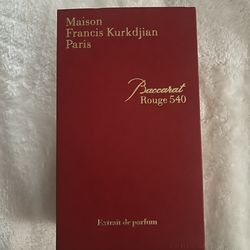 Maison
Francis Kurkdjian
Paris
Baccarat
Rouge 540
Extrait de parfum